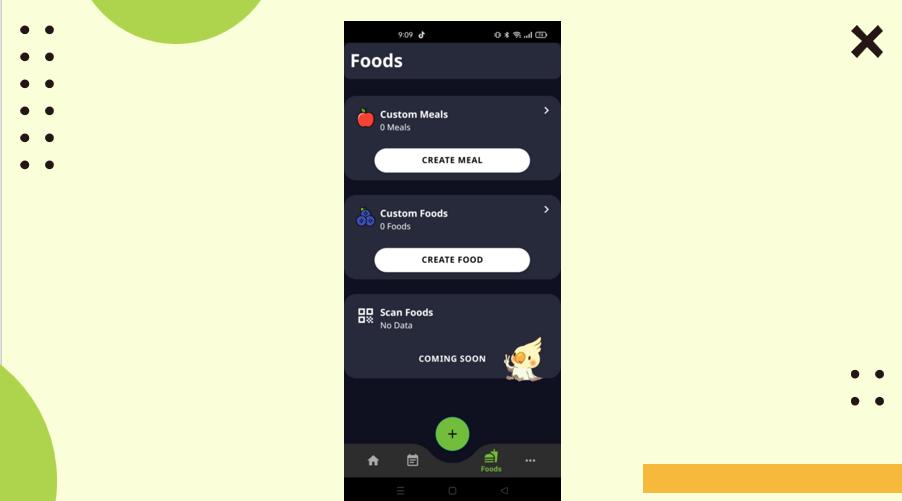 9:09
Foods
Custom Meals
0 Meals
CREATE MEAL
Custom Foods
0 Foods
CREATE FOOD
Scan Foods
No Data
COMING SOON
Foods